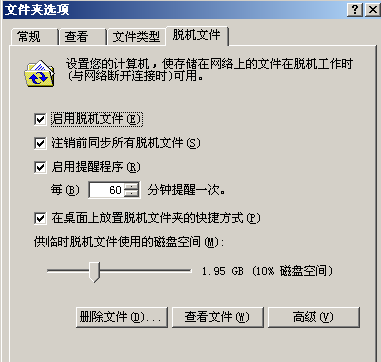 文件夹选项
常规 查看 文件类型 脱机文件
设置您的计算机，使存储在网络上的文件在脱机工作时
(与网络断开连接时)可用。
启用脱机文件(E)
注销前同步所有脱机文件(S)
启用提醒程序(R)
每(B) 60 分钟提醒一次。
在桌面上放置脱机文件夹的快捷方式(P)
供临时脱机文件使用的磁盘空间(M):
1.95 GB (10% 磁盘空间)
删除文件(D)... 查看文件(W) 高级(V)